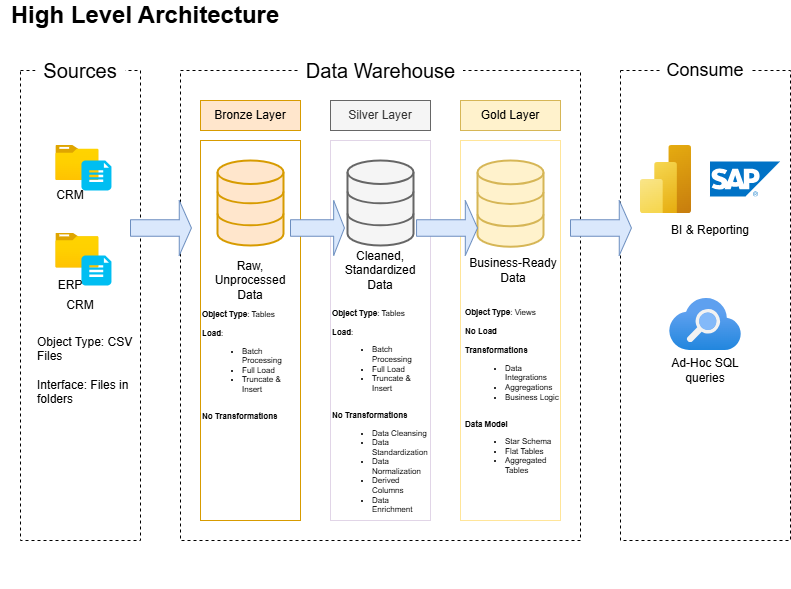 High Level Architecture
Sources
Data Warehouse
Consume
Bronze Layer
Silver Layer
Gold Layer
CRM
ERP
CRM
Object Type: CSV
Files
Interface: Files in
folders
Raw,
Unprocessed
Data
Object Type: Tables
Load:
• Batch
Processing
• Full Load
• Truncate &
Insert
No Transformations
Cleaned,
Standardized
Data
Object Type: Tables
Load:
• Batch
Processing
• Full Load
• Truncate &
Insert
No Transformations
• Data Cleansing
• Data
Standardization
• Data
Normalization
• Derived
Columns
• Data
Enrichment
Business-Ready
Data
Object Type: Views
No Load
Transformations
• Data
Integrations
• Aggregations
• Business Logic
Data Model
• Star Schema
• Flat Tables
• Aggregated
Tables
SAP®
BI & Reporting
Ad-Hoc SQL
queries